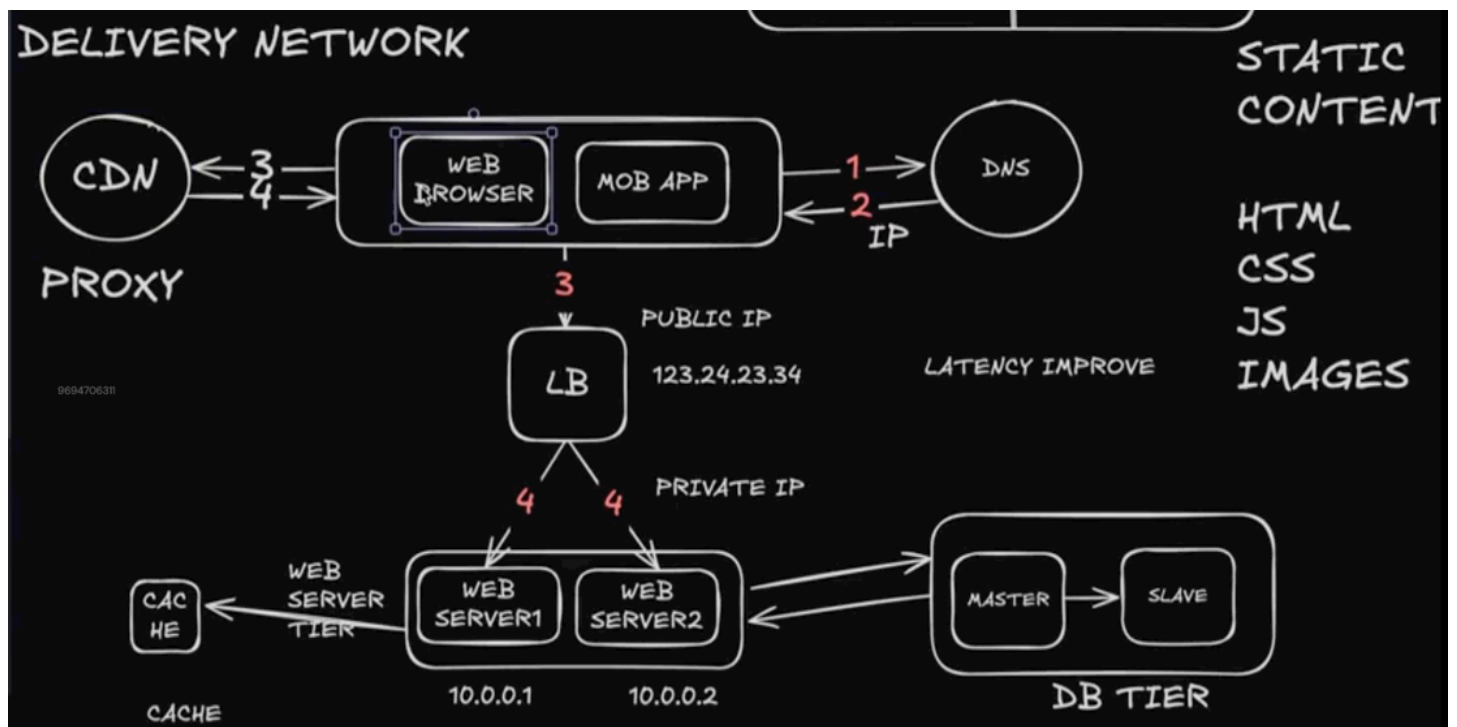 DELIVERY NETWORK
STATIC
CONTENT
CDN
3
4
WEB
BROWSER
MOB APP
1
2
IP
DNS
PROXY
HTML
CSS
JS
IMAGES
3
PUBLIC IP
LB
123.24.23.34
LATENCY IMPROVE
9694706311
4
4
PRIVATE IP
CAC
HE
WEB
SERVER
TIER
WEB
SERVER1
WEB
SERVER2
MASTER
SLAVE
10.0.0.1
10.0.0.2
DB TIER
CACHE